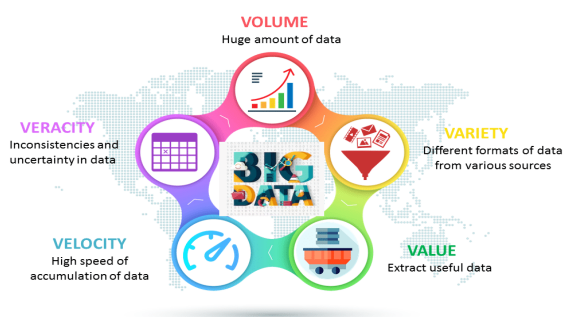 VOLUME
Huge amount of data
VERACITY
Inconsistencies and
uncertainty in data
VARIETY
Different formats of data
from various sources
BIG
DATA
VELOCITY
High speed of
accumulation of data
VALUE
Extract useful data